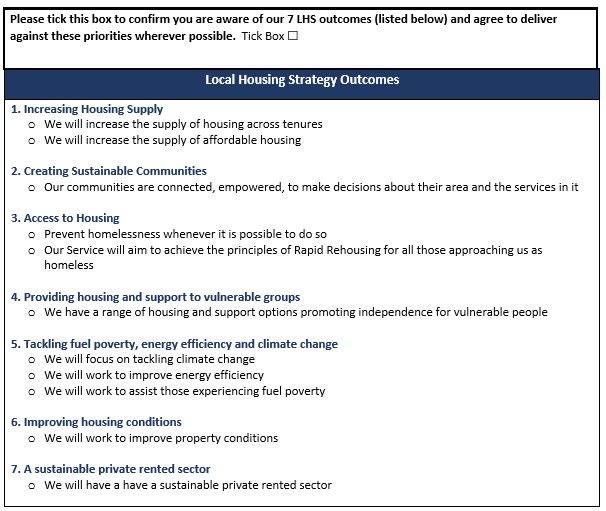 Please tick this box to confirm you are aware of our 7 LHS outcomes (listed below) and agree to deliver
against these priorities wherever possible. Tick Box ☐
Local Housing Strategy Outcomes
1. Increasing Housing Supply
o We will increase the supply of housing across tenures
o We will increase the supply of affordable housing
2. Creating Sustainable Communities
o Our communities are connected, empowered, to make decisions about their area and the services in it
3. Access to Housing
o Prevent homelessness whenever it is possible to do so
o Our Service will aim to achieve the principles of Rapid Rehousing for all those approaching us as
homeless
4. Providing housing and support to vulnerable groups
o We have a range of housing and support options promoting independence for vulnerable people
5. Tackling fuel poverty, energy efficiency and climate change
o We will focus on tackling climate change
o We will work to improve energy efficiency
o We will work to assist those experiencing fuel poverty
6. Improving housing conditions
o We will work to improve property conditions
7. A sustainable private rented sector
o We will have a have a sustainable private rented sector